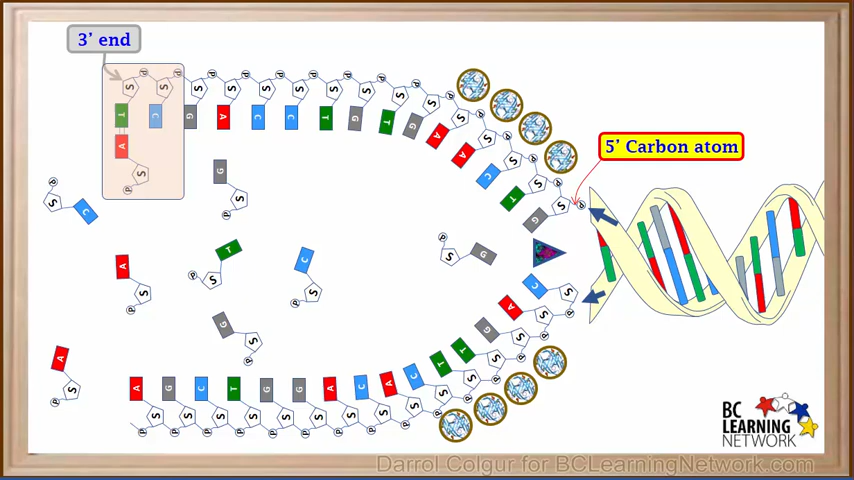 3' end
P P P P P P P P P P P P P P P
S S S S S S S S S S S S S S S
T C G A C C T G T G A A C T G
A
S
P
5' Carbon atom
G
S
P
P
S
C
T
S
P
C
S
P
P
S
G
A
S
P
G
S
P
A
S
P
A G C T G G A C A C T T G A C
S S S S S S S S S S S S S S
P P P P P P P P P P P P P P
BC
LEARNING
NETWORK
Darrol Colgur for BCLearningNetwork.com